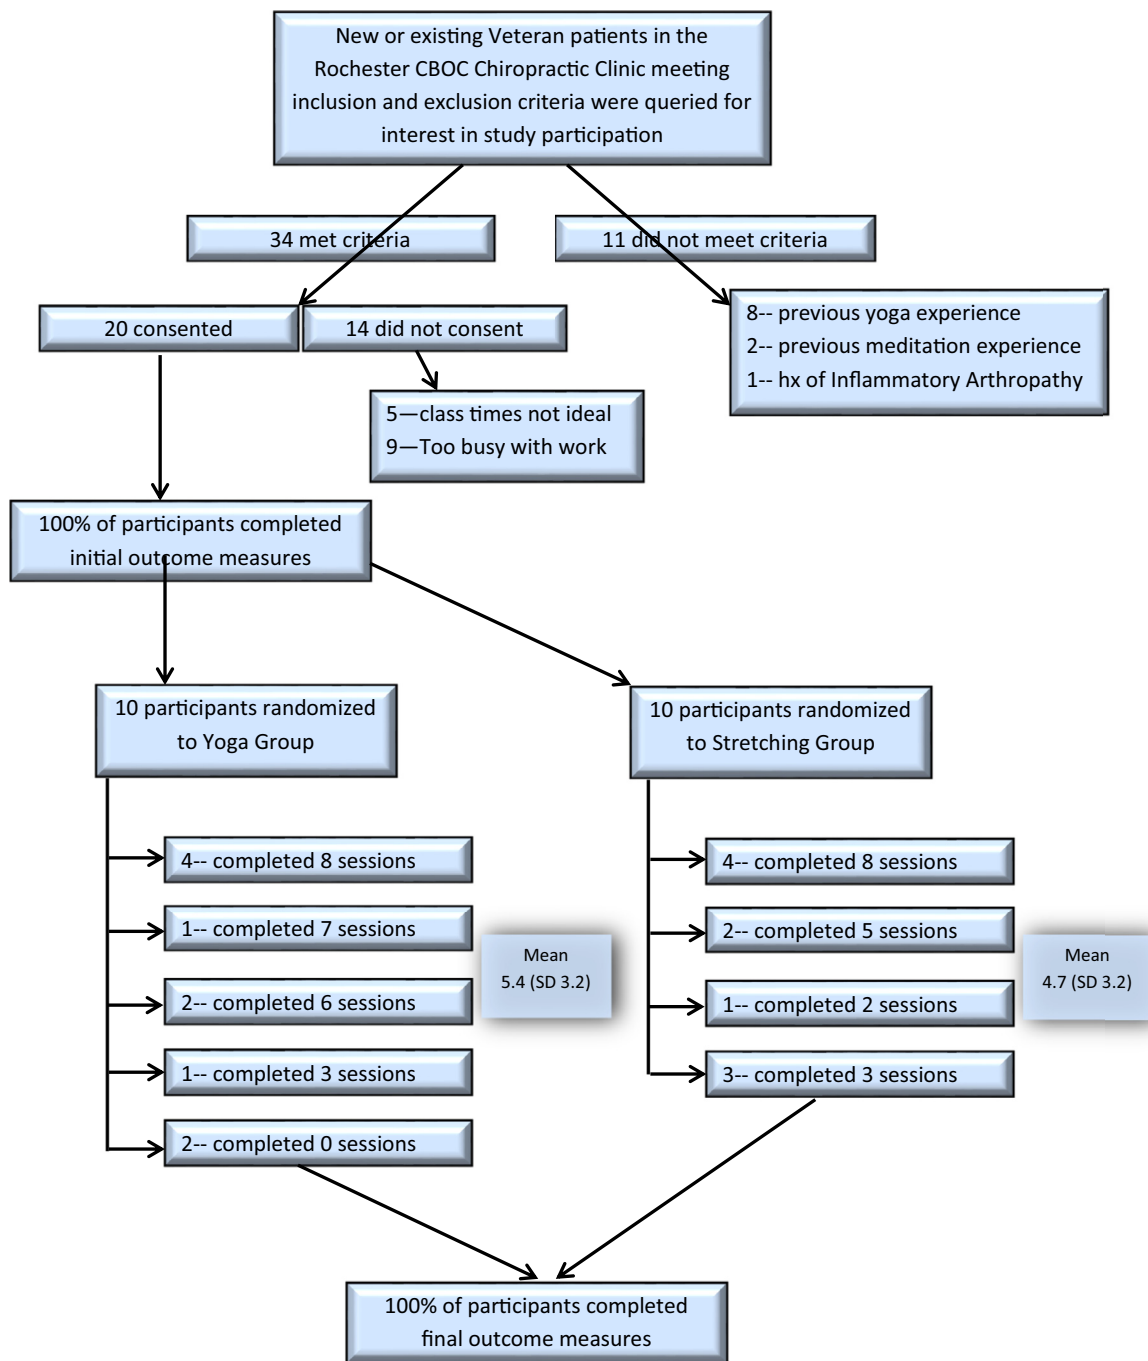 New or existing Veteran patients in the
Rochester CBOC Chiropractic Clinic meeting
inclusion and exclusion criteria were queried for
interest in study participation
34 met criteria
11 did not meet criteria
20 consented
14 did not consent
8-- previous yoga experience
2-- previous meditation experience
1-- hx of Inflammatory Arthropathy
5—class times not ideal
9—Too busy with work
100% of participants completed
initial outcome measures
10 participants randomized
to Yoga Group
10 participants randomized
to Stretching Group
4-- completed 8 sessions
1-- completed 7 sessions
2-- completed 6 sessions
1-- completed 3 sessions
2-- completed 0 sessions
Mean
5.4 (SD 3.2)
4-- completed 8 sessions
2-- completed 5 sessions
1-- completed 2 sessions
3-- completed 3 sessions
Mean
4.7 (SD 3.2)
100% of participants completed
final outcome measures